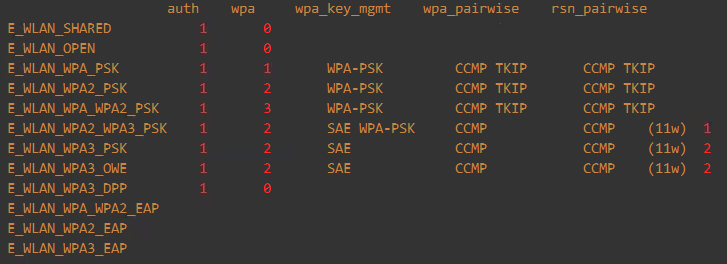 auth wpa wpa_key_mgmt wpa_pairwise rsn_pairwise
E_WLAN_SHARED 1 0
E_WLAN_OPEN 1 0
E_WLAN_WPA_PSK 1 1 WPA-PSK CCMP TKIP CCMP TKIP
E_WLAN_WPA2_PSK 1 2 WPA-PSK CCMP TKIP CCMP TKIP
E_WLAN_WPA_WPA2_PSK 1 3 WPA-PSK CCMP TKIP CCMP TKIP
E_WLAN_WPA2_WPA3_PSK 1 2 SAE WPA-PSK CCMP CCMP (11w) 1
E_WLAN_WPA3_PSK 1 2 SAE CCMP CCMP (11w) 2
E_WLAN_WPA3_OWE 1 2 SAE CCMP CCMP (11w) 2
E_WLAN_WPA3_DPP 1 0
E_WLAN_WPA_WPA2_EAP
E_WLAN_WPA2_EAP
E_WLAN_WPA3_EAP